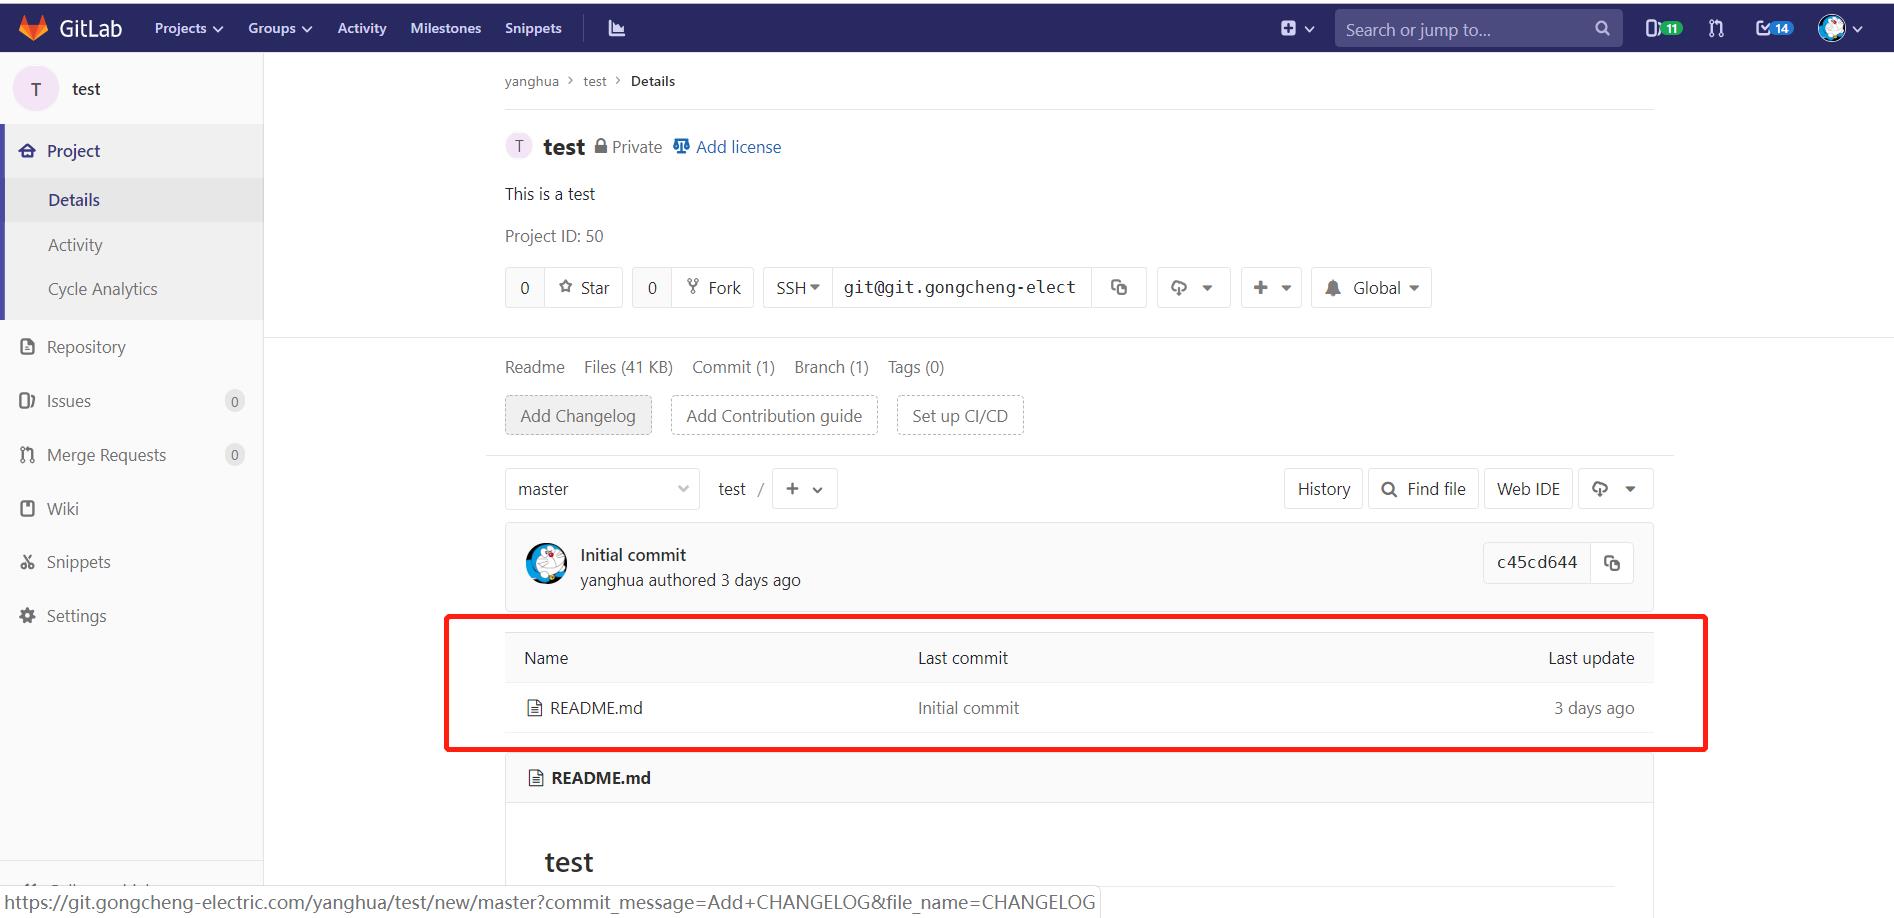 GitLab Projects Groups Activity Milestones Snippets Search or jump to... 11 14
T test
Project
Details
Activity
Cycle Analytics
Repository
Issues 0
Merge Requests 0
Wiki
Snippets
Settings
yanghua > test > Details
T test Private Add license
This is a test
Project ID: 50
0 Star 0 Fork SSH git@git.gongcheng-elect Global
Readme Files (41 KB) Commit (1) Branch (1) Tags (0)
Add Changelog Add Contribution guide Set up CI/CD
master test / + History Find file Web IDE
Initial commit
yanghua authored 3 days ago
c45cd644
Name Last commit Last update
README.md Initial commit 3 days ago
README.md
test
https://git.gongcheng-electric.com/yanghua/test/new/master?commit_message=Add+CHANGELOG&file_name=CHANGELOG